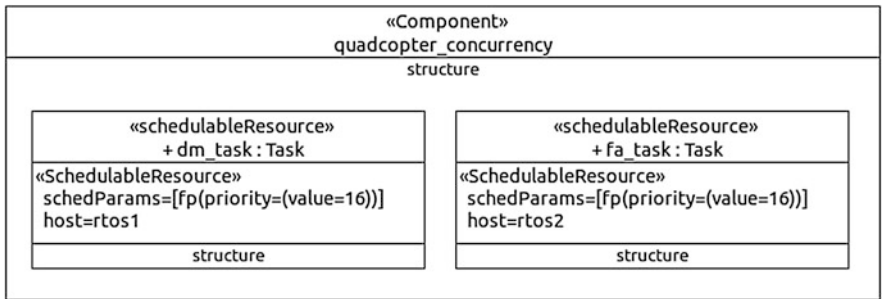 «Component»
quadcopter_concurrency
structure
«schedulableResource»
+ dm_task : Task
«SchedulableResource»
schedParams=[fp(priority=(value=16))]
host=rtos1
structure
«schedulableResource»
+ fa_task : Task
«SchedulableResource»
schedParams=[fp(priority=(value=16))]
host=rtos2
structure